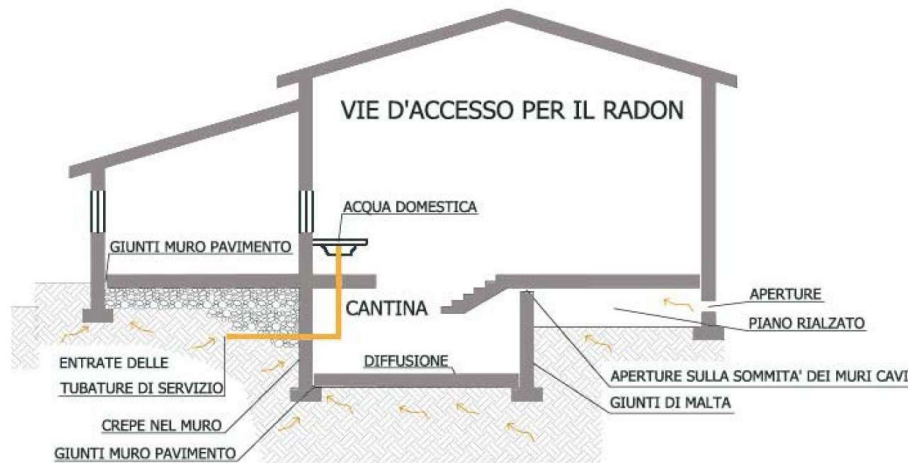 VIE D'ACCESSO PER IL RADON
ACQUA DOMESTICA
GIUNTI MURO PAVIMENTO
CANTINA
APERTURE
PIANO RIALZATO
ENTRATE DELLE
TUBATURE DI SERVIZIO
DIFFUSIONE
APERTURE SULLA SOMMITA' DEI MURI CAVI
GIUNTI DI MALTA
CREPE NEL MURO
GIUNTI MURO PAVIMENTO